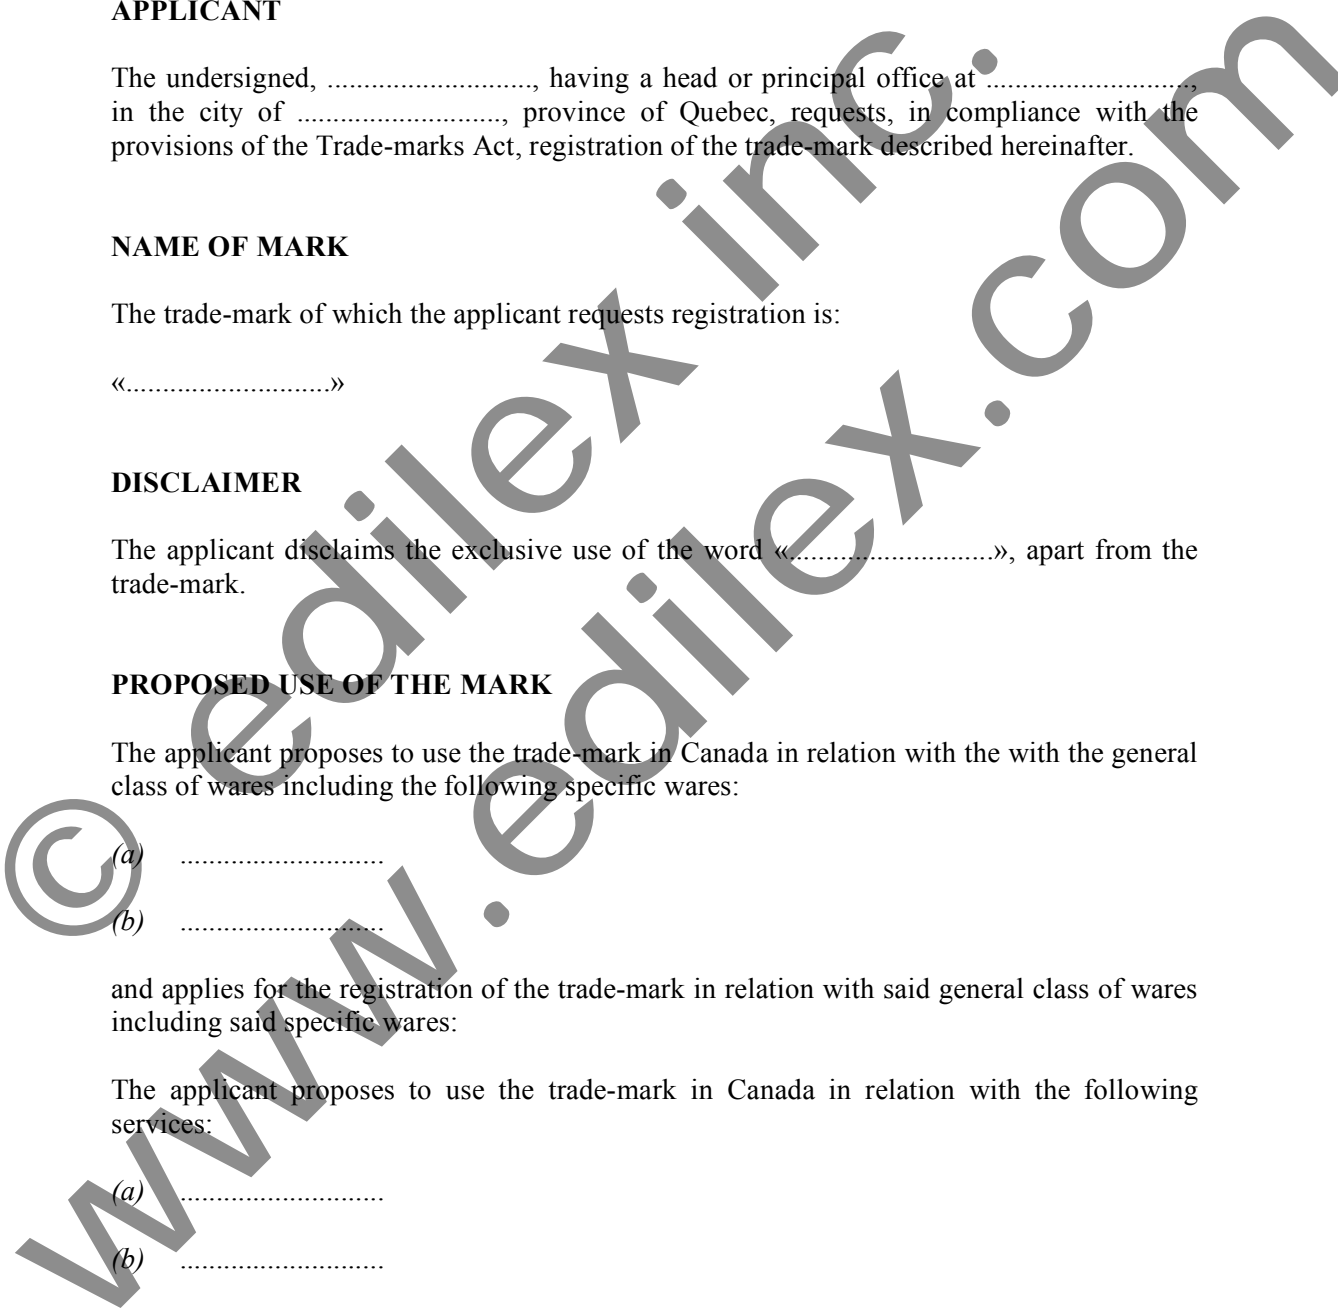 APPLICANT
The undersigned, ............................, having a head or principal office at ............................,
in the city of ............................, province of Quebec, requests, in compliance with the
provisions of the Trade-marks Act, registration of the trade-mark described hereinafter.
NAME OF MARK
The trade-mark of which the applicant requests registration is:
«............................»
DISCLAIMER
The applicant disclaims the exclusive use of the word «............................», apart from the
trade-mark.
PROPOSED USE OF THE MARK
The applicant proposes to use the trade-mark in Canada in relation with the with the general
class of wares including the following specific wares:
(a) ............................
(b) ............................
and applies for the registration of the trade-mark in relation with said general class of wares
including said specific wares:
The applicant proposes to use the trade-mark in Canada in relation with the following
services:
(a) ............................
(b) ............................
© edilex inc.
www.edilex.com